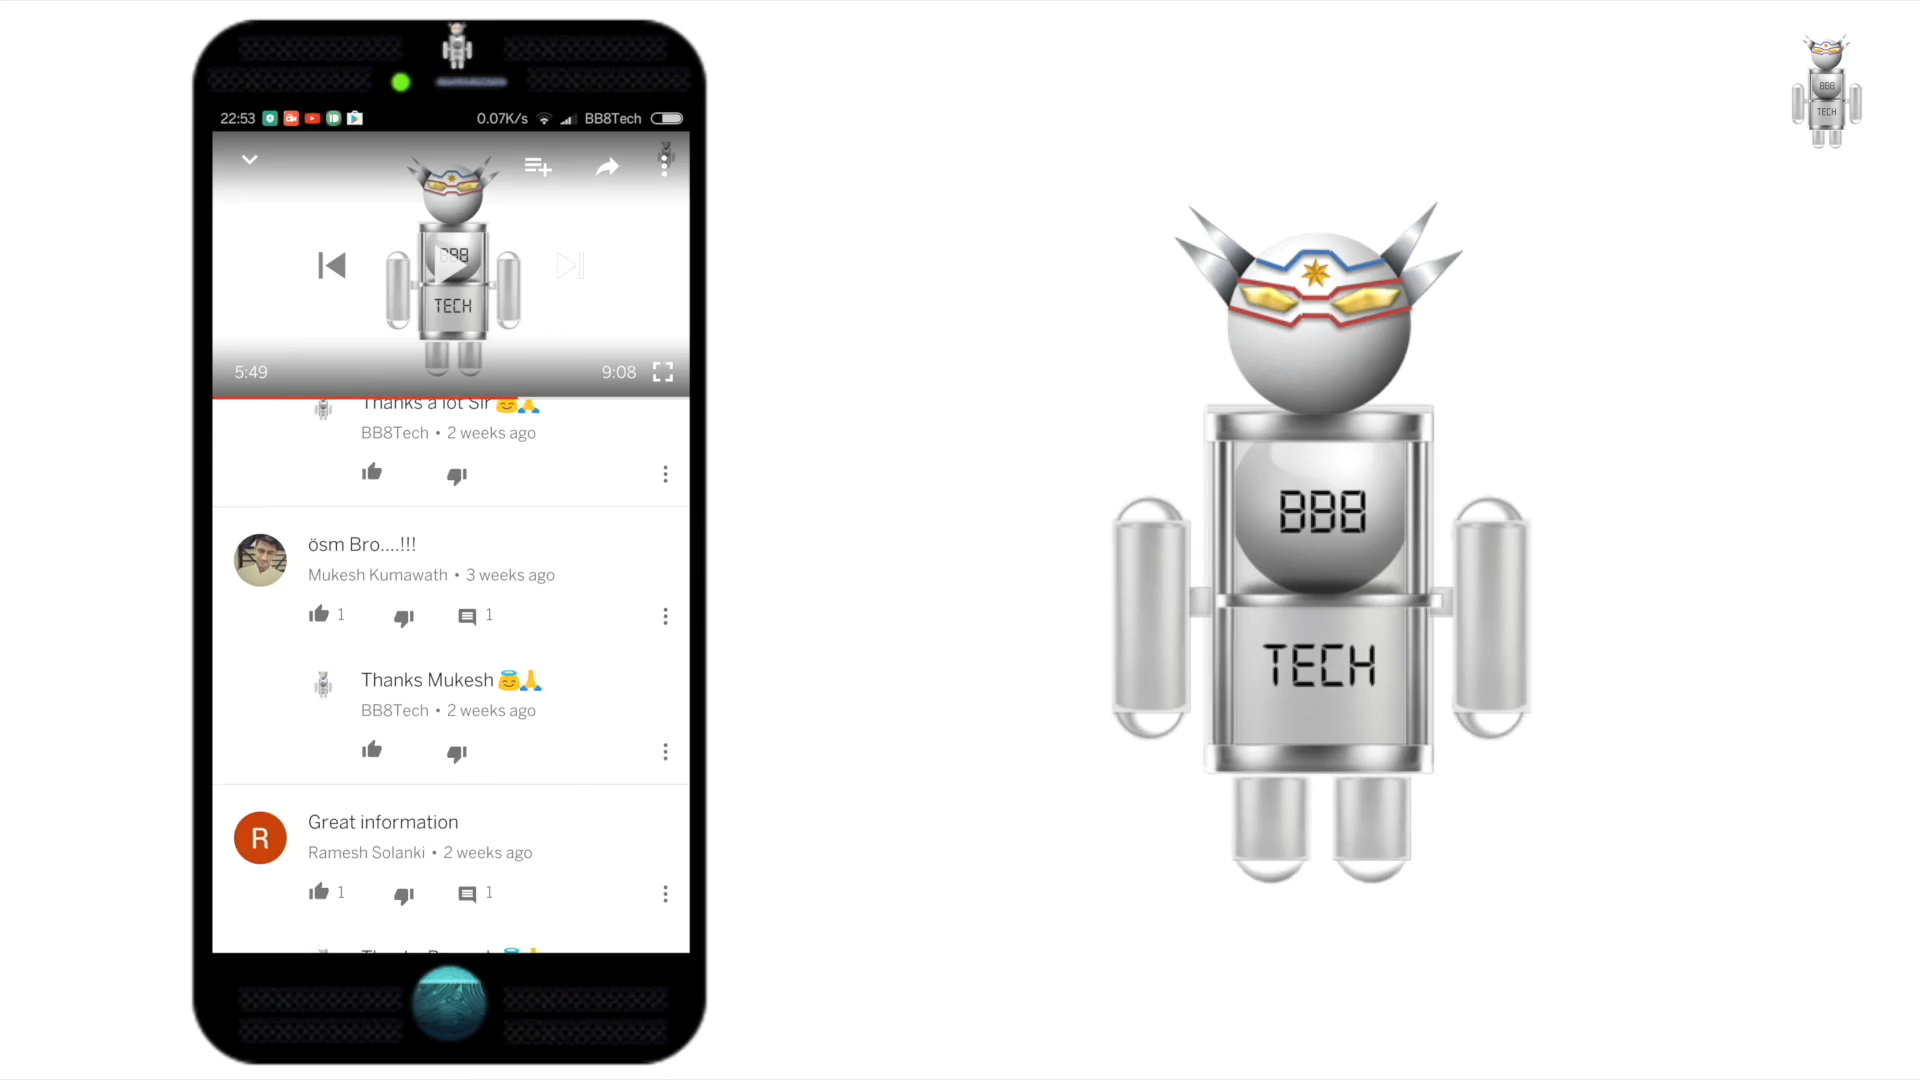 22:53 0.07K/s BB8Tech
BB8
TECH
5:49 9:08
Thanks a lot Sir 😇🙏
BB8Tech • 2 weeks ago
ösm Bro....!!!
Mukesh Kumawath • 3 weeks ago
1 1
Thanks Mukesh 😇🙏
BB8Tech • 2 weeks ago
R
Great information
Ramesh Solanki • 2 weeks ago
1 1
BB8
TECH
BB8
TECH